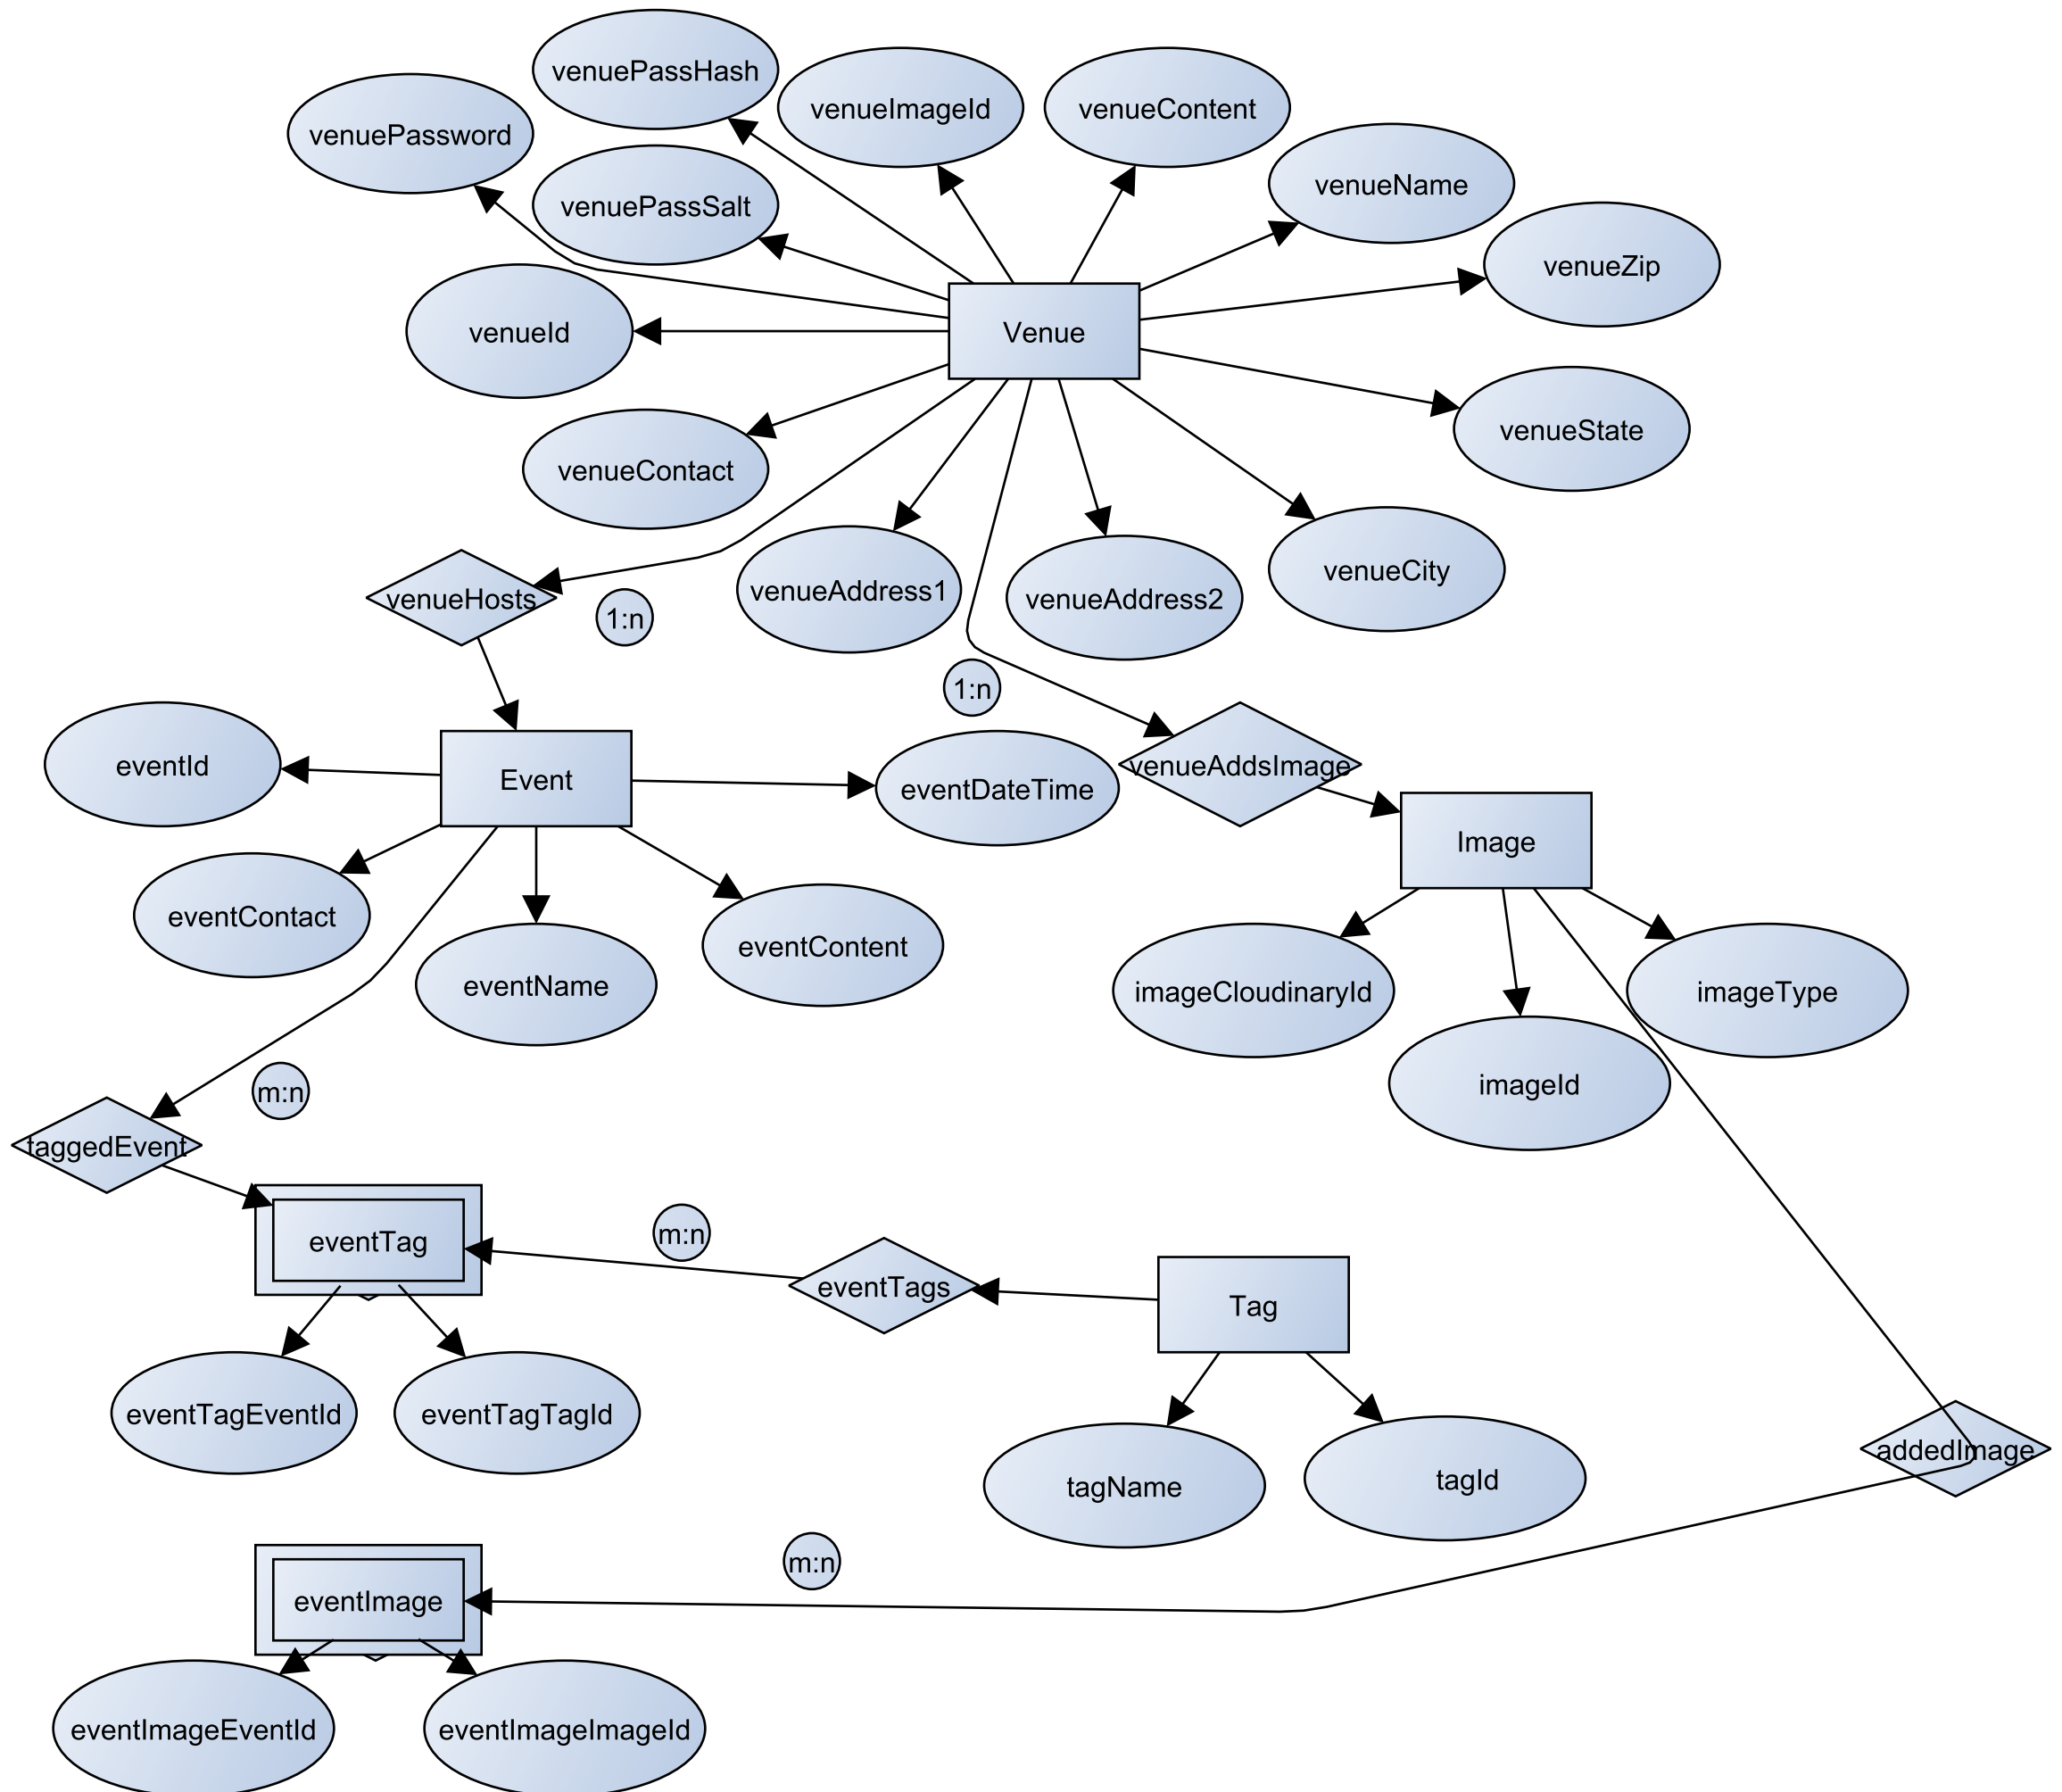 venuePassHash
venueImageId
venueContent
venuePassword
venueName
venuePassSalt
venueZip
venueId
Venue
venueState
venueContact
venueCity
venueAddress1
venueAddress2
venueHosts
1:n
1:n
eventId
Event
eventDateTime
venueAddsImage
Image
eventContact
eventName
eventContent
imageCloudinaryId
imageType
imageId
m:n
taggedEvent
eventTag
m:n
eventTags
Tag
eventTagEventId
eventTagTagId
tagName
tagId
addedImage
m:n
eventImage
eventImageEventId
eventImageImageId